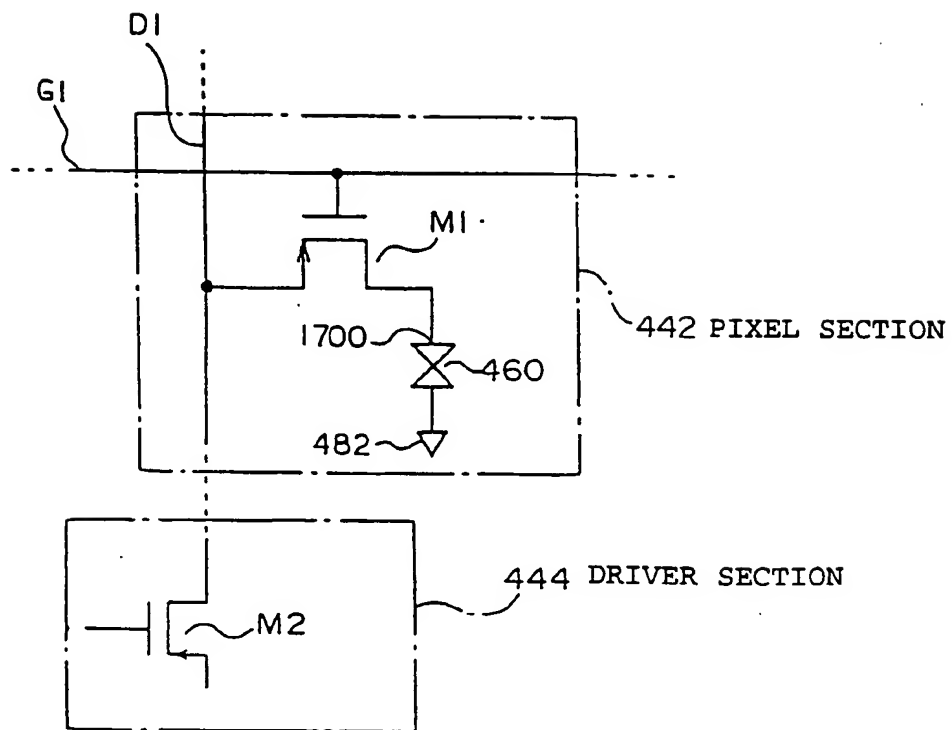 D1
G1
M1
1700
460
442 PIXEL SECTION
482
444 DRIVER SECTION
M2